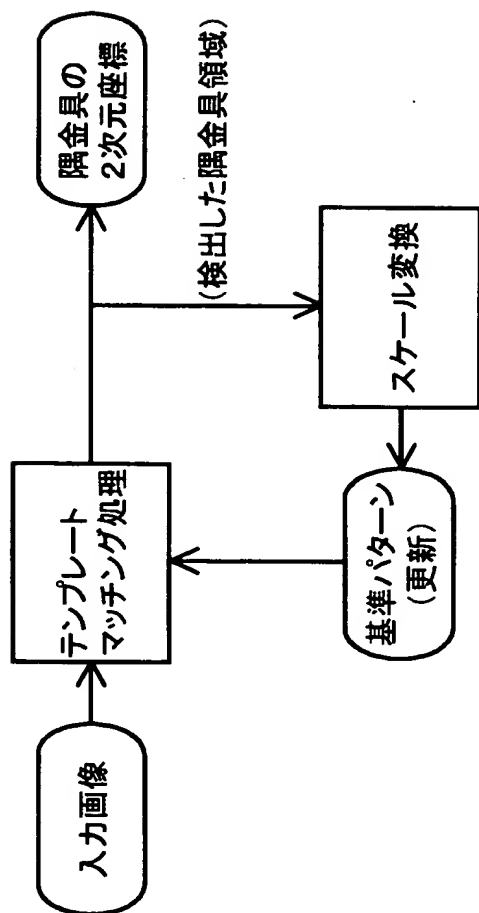 入力画像
テンプレート
マッチング処理
隅金具の
2次元座標
(検出した隅金具領域)
スケール変換
基準パターン
(更新)